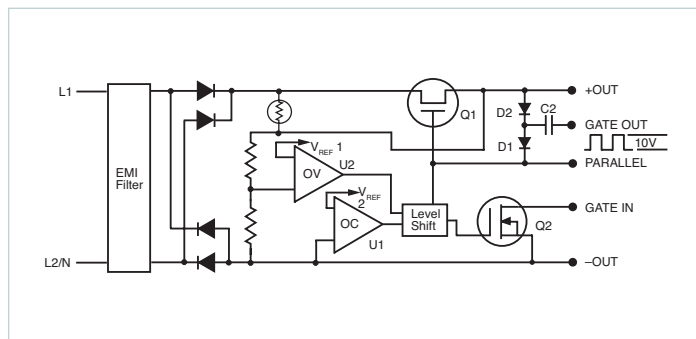 L1
EMI
Filter
L2/N
VREF 1
OV
U2
VREF
2
OC
U1
Level
Shift
Q1
D2
C2
D1
Q2
+OUT
GATE OUT
10V
PARALLEL
GATE IN
–OUT